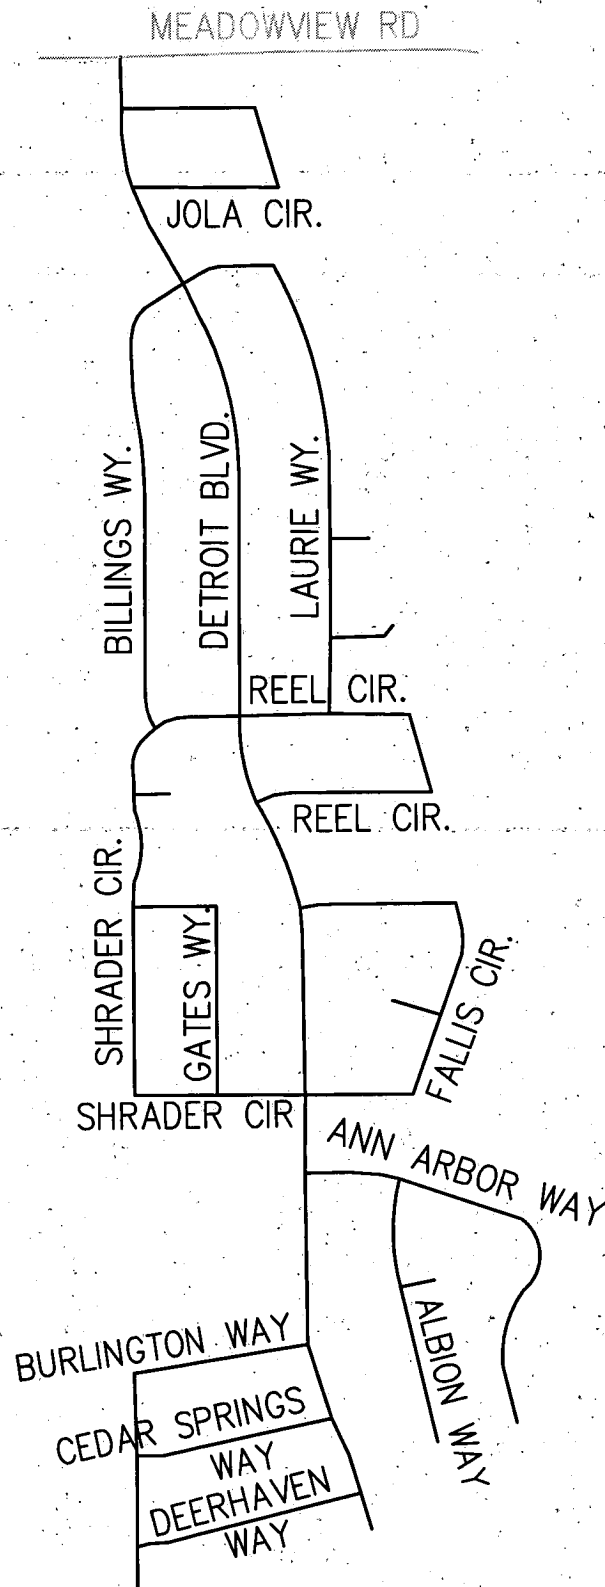 MEADOWVIEW RD
JOLA CIR.
BILLINGS WY.
DETROIT BLVD.
LAURIE WY.
REEL CIR.
REEL CIR.
SHRADER CIR.
GATES WY.
FALLIS CIR.
SHRADER CIR
ANN ARBOR WAY
ALBION WAY
BURLINGTON WAY
CEDAR SPRINGS
WAY
DEERHAVEN
WAY